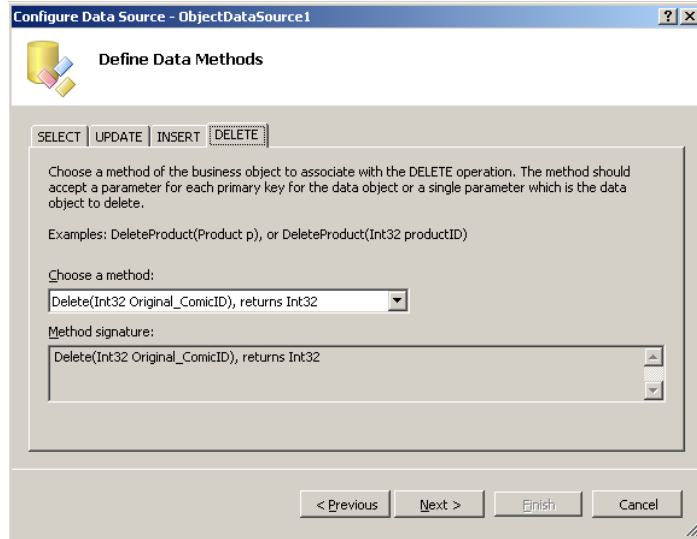 Configure Data Source - ObjectDataSource1
Define Data Methods
SELECT UPDATE INSERT DELETE
Choose a method of the business object to associate with the DELETE operation. The method should
accept a parameter for each primary key for the data object or a single parameter which is the data
object to delete.
Examples: DeleteProduct(Product p), or DeleteProduct(Int32 productID)
Choose a method:
Delete(Int32 Original_ComicID), returns Int32
Method signature:
Delete(Int32 Original_ComicID), returns Int32
< Previous Next > Finish Cancel